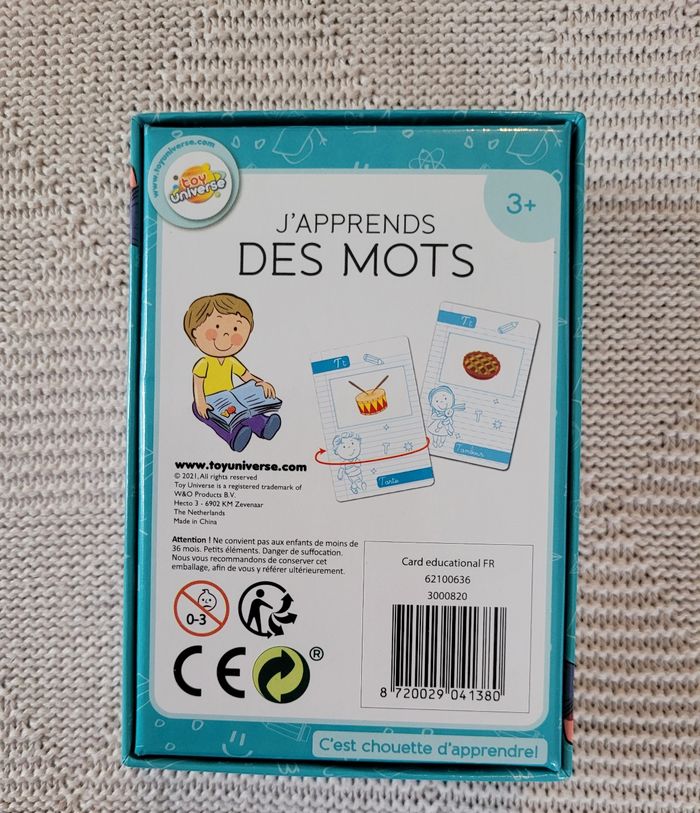 www.toyuniverse.com
toy
universe
3+
J'APPRENDS
DES MOTS
Tt
Tt
Tarte
Tambour
www.toyuniverse.com
© 2021, All rights reserved
Toy Universe is a registered trademark of
W&O Products B.V.
Hecto 3 - 6902 KM Zevenaar
The Netherlands
Made in China
Attention ! Ne convient pas aux enfants de moins de
36 mois. Petits éléments. Danger de suffocation.
Nous vous recommandons de conserver cet
emballage, afin de vous y référer ultérieurement.
0-3
CE
®
Card educational FR
62100636
3000820
8 720029 041380
C'est chouette d'apprendre!